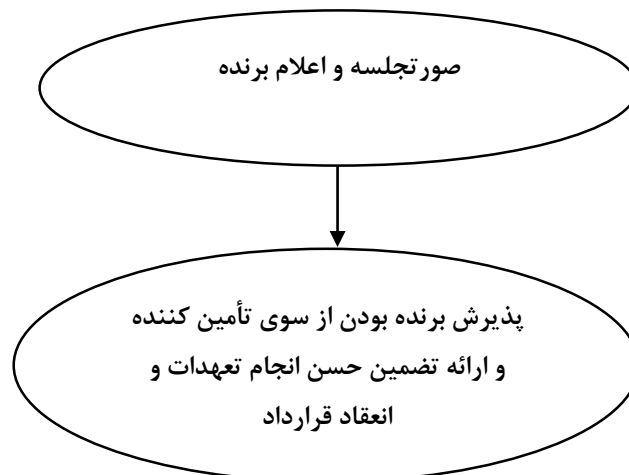 صورتجلسه و اعلام برنده
پذیرش برنده بودن از سوی تأمین کننده
و ارائه تضمین حسن انجام تعهدات و
انعقاد قرارداد